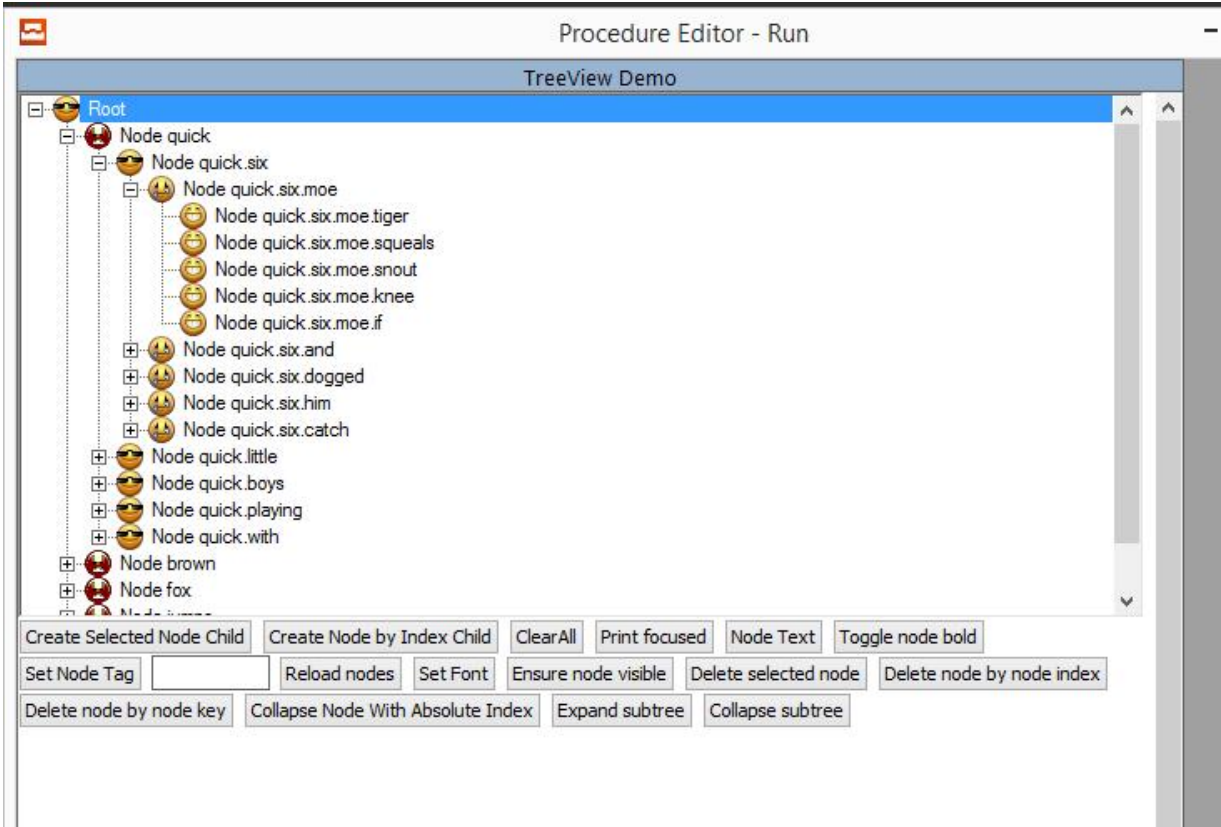 Procedure Editor - Run
TreeView Demo
Root
Node quick
Node quick.six
Node quick.six.moe
Node quick.six.moe.tiger
Node quick.six.moe.squeals
Node quick.six.moe.snout
Node quick.six.moe.knee
Node quick.six.moe.if
Node quick.six.and
Node quick.six.dogged
Node quick.six.him
Node quick.six.catch
Node quick.little
Node quick.boys
Node quick.playing
Node quick.with
Node brown
Node fox
Create Selected Node Child Create Node by Index Child ClearAll Print focused Node Text Toggle node bold
Set Node Tag Reload nodes Set Font Ensure node visible Delete selected node Delete node by node index
Delete node by node key Collapse Node With Absolute Index Expand subtree Collapse subtree